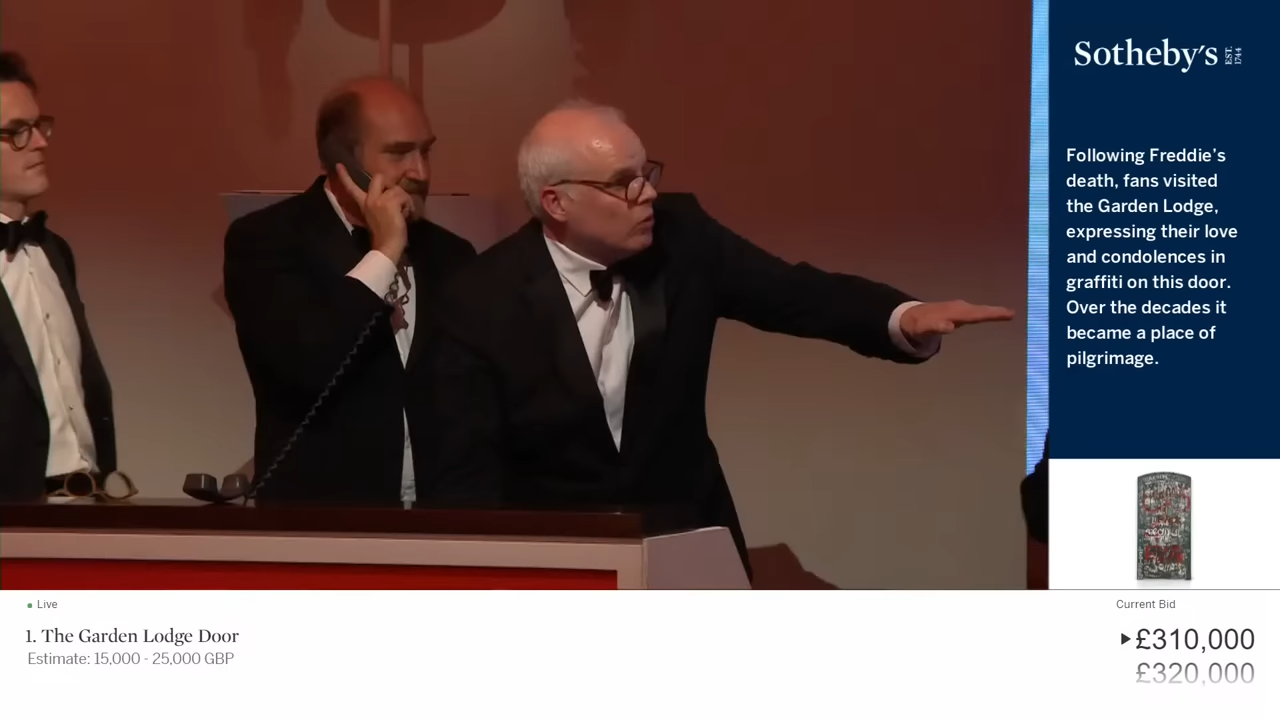 Sotheby's EST. 1744
Following Freddie's
death, fans visited
the Garden Lodge,
expressing their love
and condolences in
graffiti on this door.
Over the decades it
became a place of
pilgrimage.
Live
1. The Garden Lodge Door
Estimate: 15,000 - 25,000 GBP
Current Bid
£310,000
£320,000